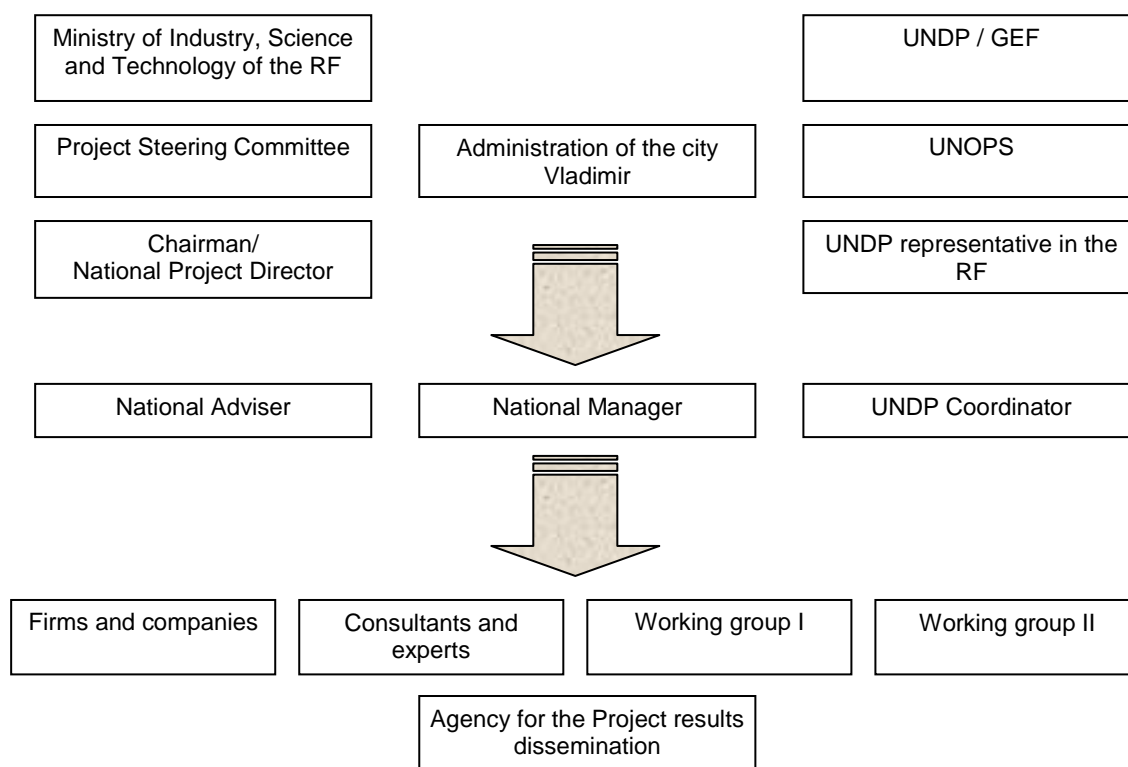 Ministry of Industry, Science
and Technology of the RF
UNDP / GEF
Project Steering Committee
Administration of the city
Vladimir
UNOPS
Chairman/
National Project Director
UNDP representative in the
RF
National Adviser
National Manager
UNDP Coordinator
Firms and companies
Consultants and
experts
Working group I
Working group II
Agency for the Project results
dissemination